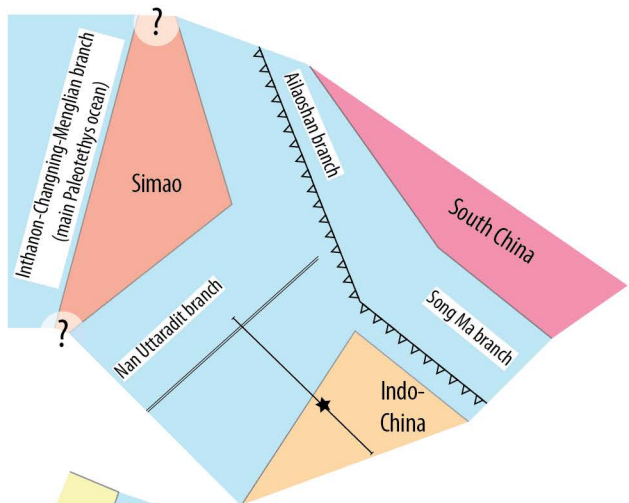 ?
Inthanon-Changning-Menglian branch
(main Paleotethys ocean)
Simao
Ailaoshan branch
South China
Nan Uttaradit branch
Song Ma branch
?
Indo-
China